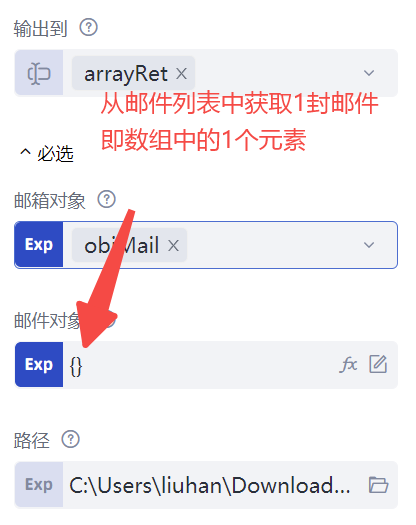 输出到
arrayRet
从邮件列表中获取1封邮件
即数组中的1个元素
必选
邮箱对象
Exp objMail
邮件对象
Exp {} fx
路径
Exp C:\Users\liuhan\Download...